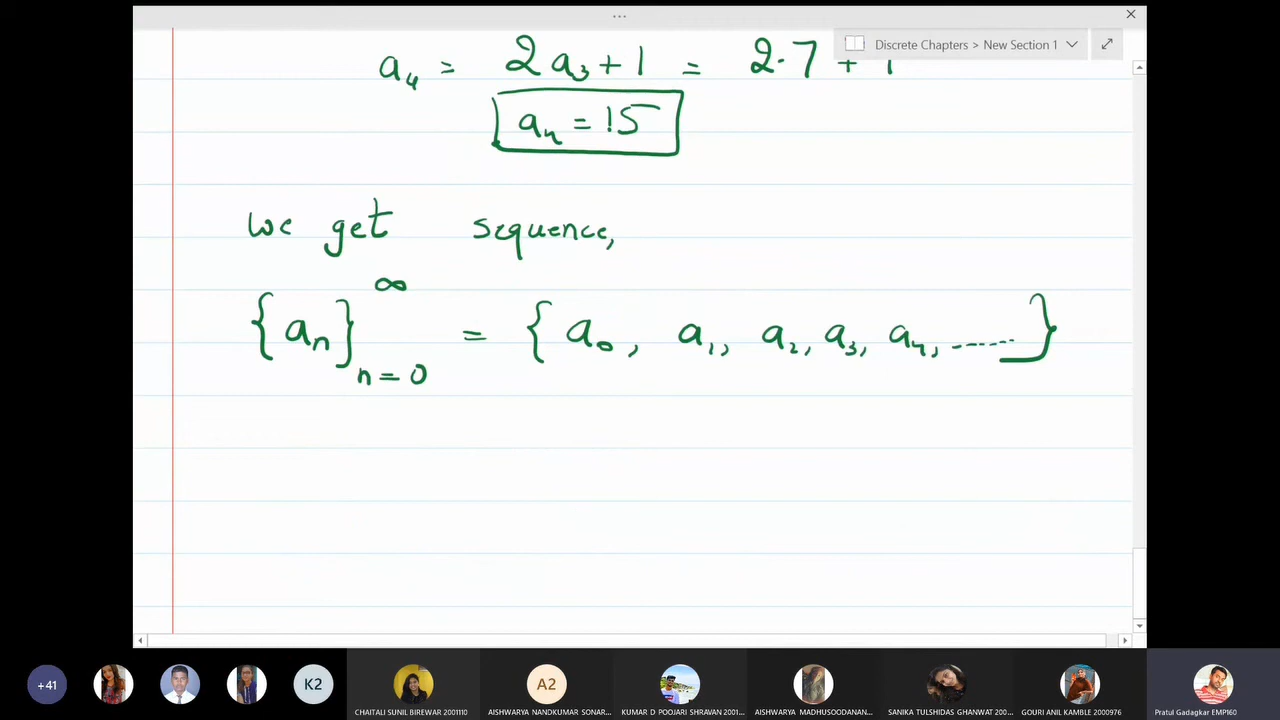 Discrete Chapters > New Section 1
a₄ = 2a₃ + 1 = 2·7 + 1
a₄ = 15
we get sequence,
{aₙ}^∞_{n=0} = {a₀, a₁, a₂, a₃, a₄, ......}
+41 K2 A2
CHAITALI SUNIL BIREWAR 2001110 AISHWARYA NANDKUMAR SONAR... KUMAR D POOJARI SHRAVAN 2001... AISHWARYA MADHUSOODANAN... SANIKA TULSHIDAS GHANWAT 200... GOURI ANIL KAMBLE 2000976 Pratul Gadagkar EMP160